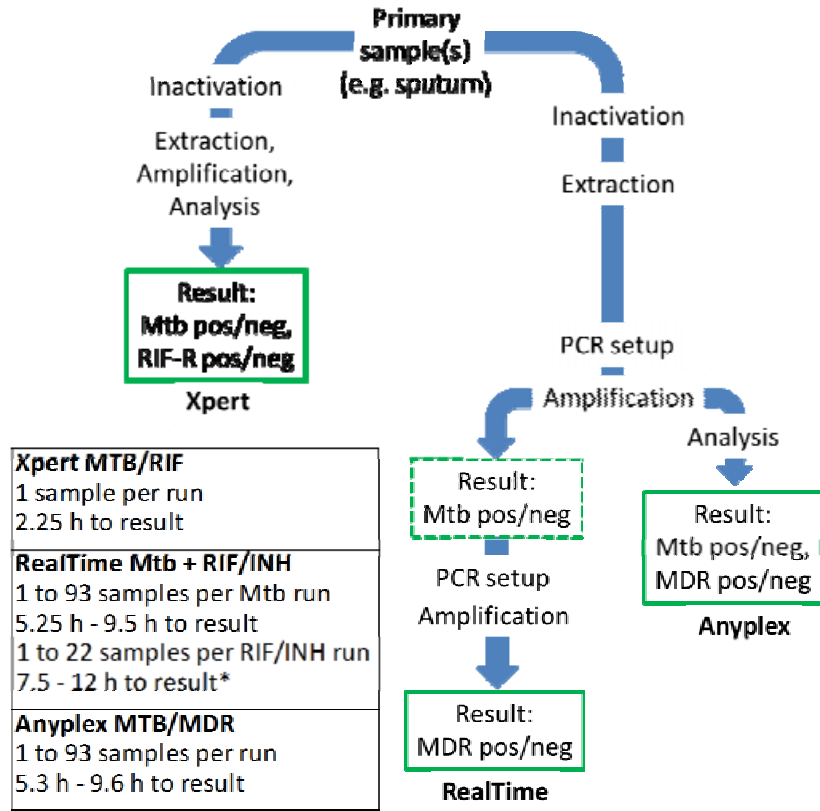 Primary
sample(s)
(e.g. sputum)
Inactivation
Extraction,
Amplification,
Analysis
Result:
Mtb pos/neg,
RIF-R pos/neg
Xpert
Inactivation
Extraction
PCR setup
Amplification
Result:
Mtb pos/neg
PCR setup
Amplification
Result:
MDR pos/neg
RealTime
Analysis
Result:
Mtb pos/neg,
MDR pos/neg
Anyplex
Xpert MTB/RIF
1 sample per run
2.25 h to result
RealTime Mtb + RIF/INH
1 to 93 samples per Mtb run
5.25 h - 9.5 h to result
1 to 22 samples per RIF/INH run
7.5 - 12 h to result*
Anyplex MTB/MDR
1 to 93 samples per run
5.3 h - 9.6 h to result